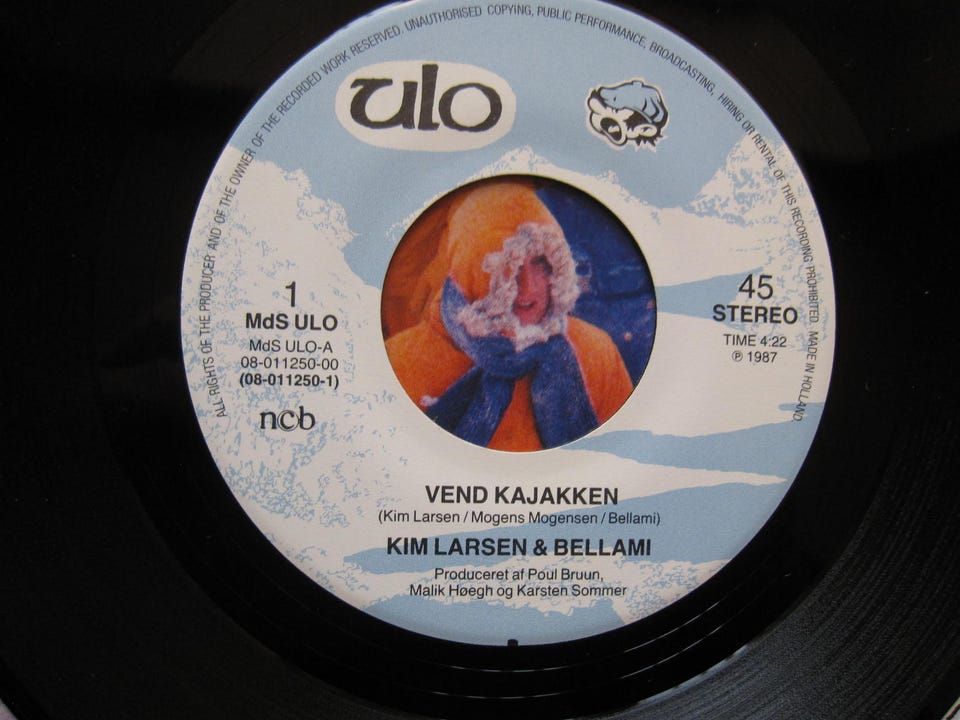 ALL RIGHTS OF THE PRODUCER AND OF THE OWNER OF THE RECORDED WORK RESERVED. UNAUTHORISED COPYING, PUBLIC PERFORMANCE, BROADCASTING, HIRING OR RENTAL OF THIS RECORDING PROHIBITED. MADE IN HOLLAND
ulo
1
MdS ULO
MdS ULO-A
08-011250-00
(08-011250-1)
ncb
45
STEREO
TIME 4:22
℗ 1987
VEND KAJAKKEN
(Kim Larsen / Mogens Mogensen / Bellami)
KIM LARSEN & BELLAMI
Produceret af Poul Bruun,
Malik Høegh og Karsten Sommer